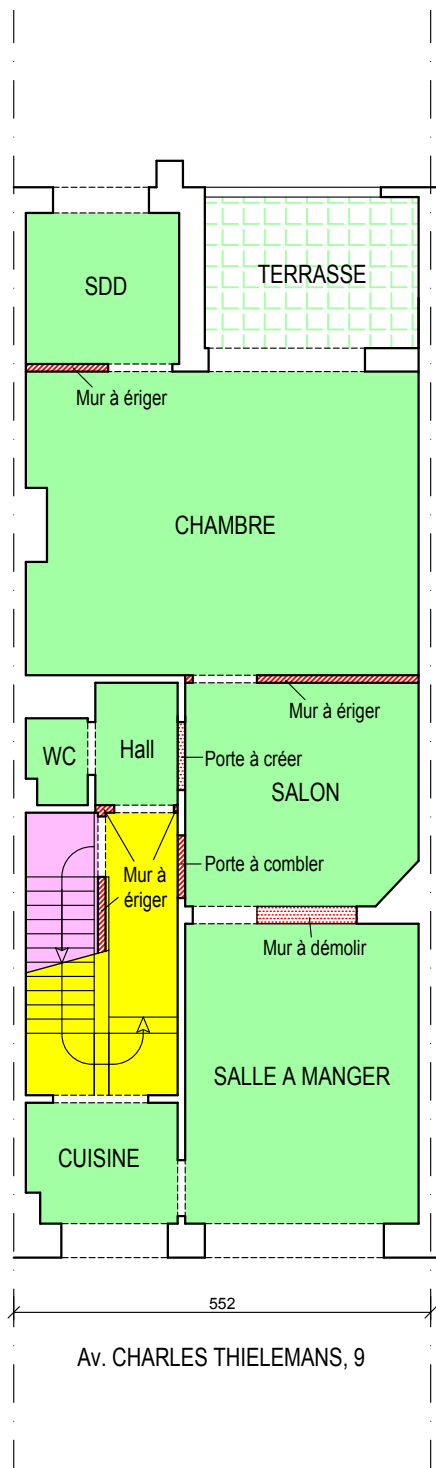 SDD
TERRASSE
Mur à ériger
CHAMBRE
Mur à ériger
WC
Hall
Porte à créer
SALON
Porte à combler
Mur à
ériger
Mur à démolir
SALLE A MANGER
CUISINE
552
Av. CHARLES THIELEMANS, 9